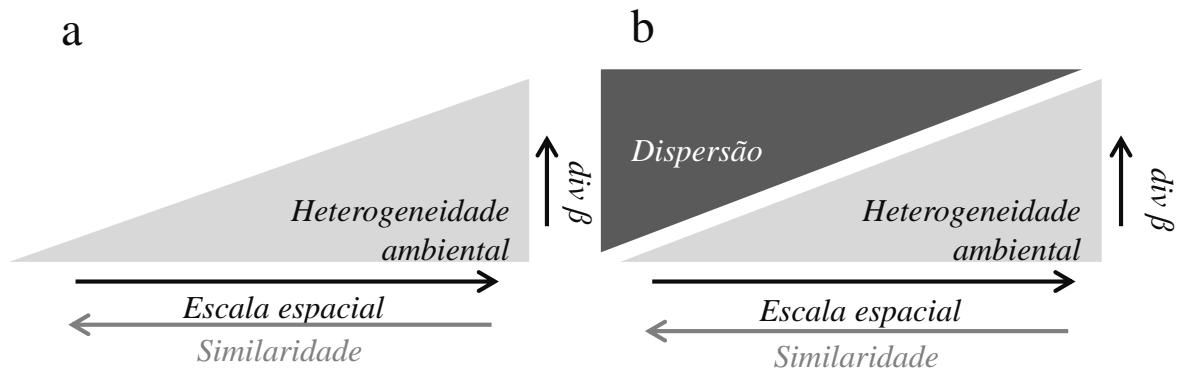 a
Heterogeneidade
ambiental
div β
Escala espacial
Similaridade
b
Dispersão
Heterogeneidade
ambiental
div β
Escala espacial
Similaridade